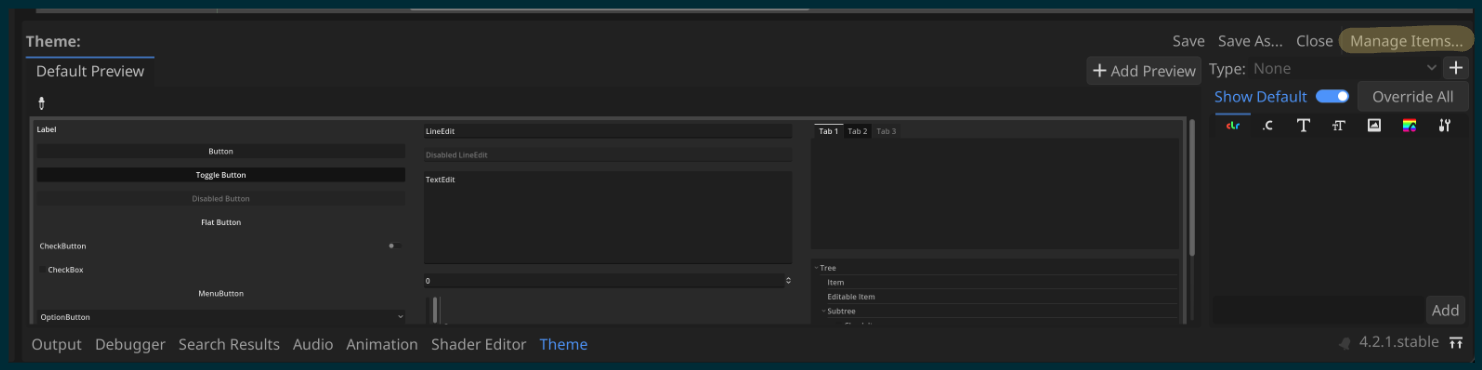 Theme:
Save Save As... Close Manage Items...
Default Preview
+ Add Preview
Type: None
Show Default
Override All
Label
Button
Toggle Button
Disabled Button
Flat Button
CheckButton
CheckBox
MenuButton
OptionButton
LineEdit
Disabled LineEdit
TextEdit
0
Tab 1 Tab 2 Tab 3
Tree
Item
Editable Item
Subtree
Add
Output Debugger Search Results Audio Animation Shader Editor Theme
4.2.1.stable